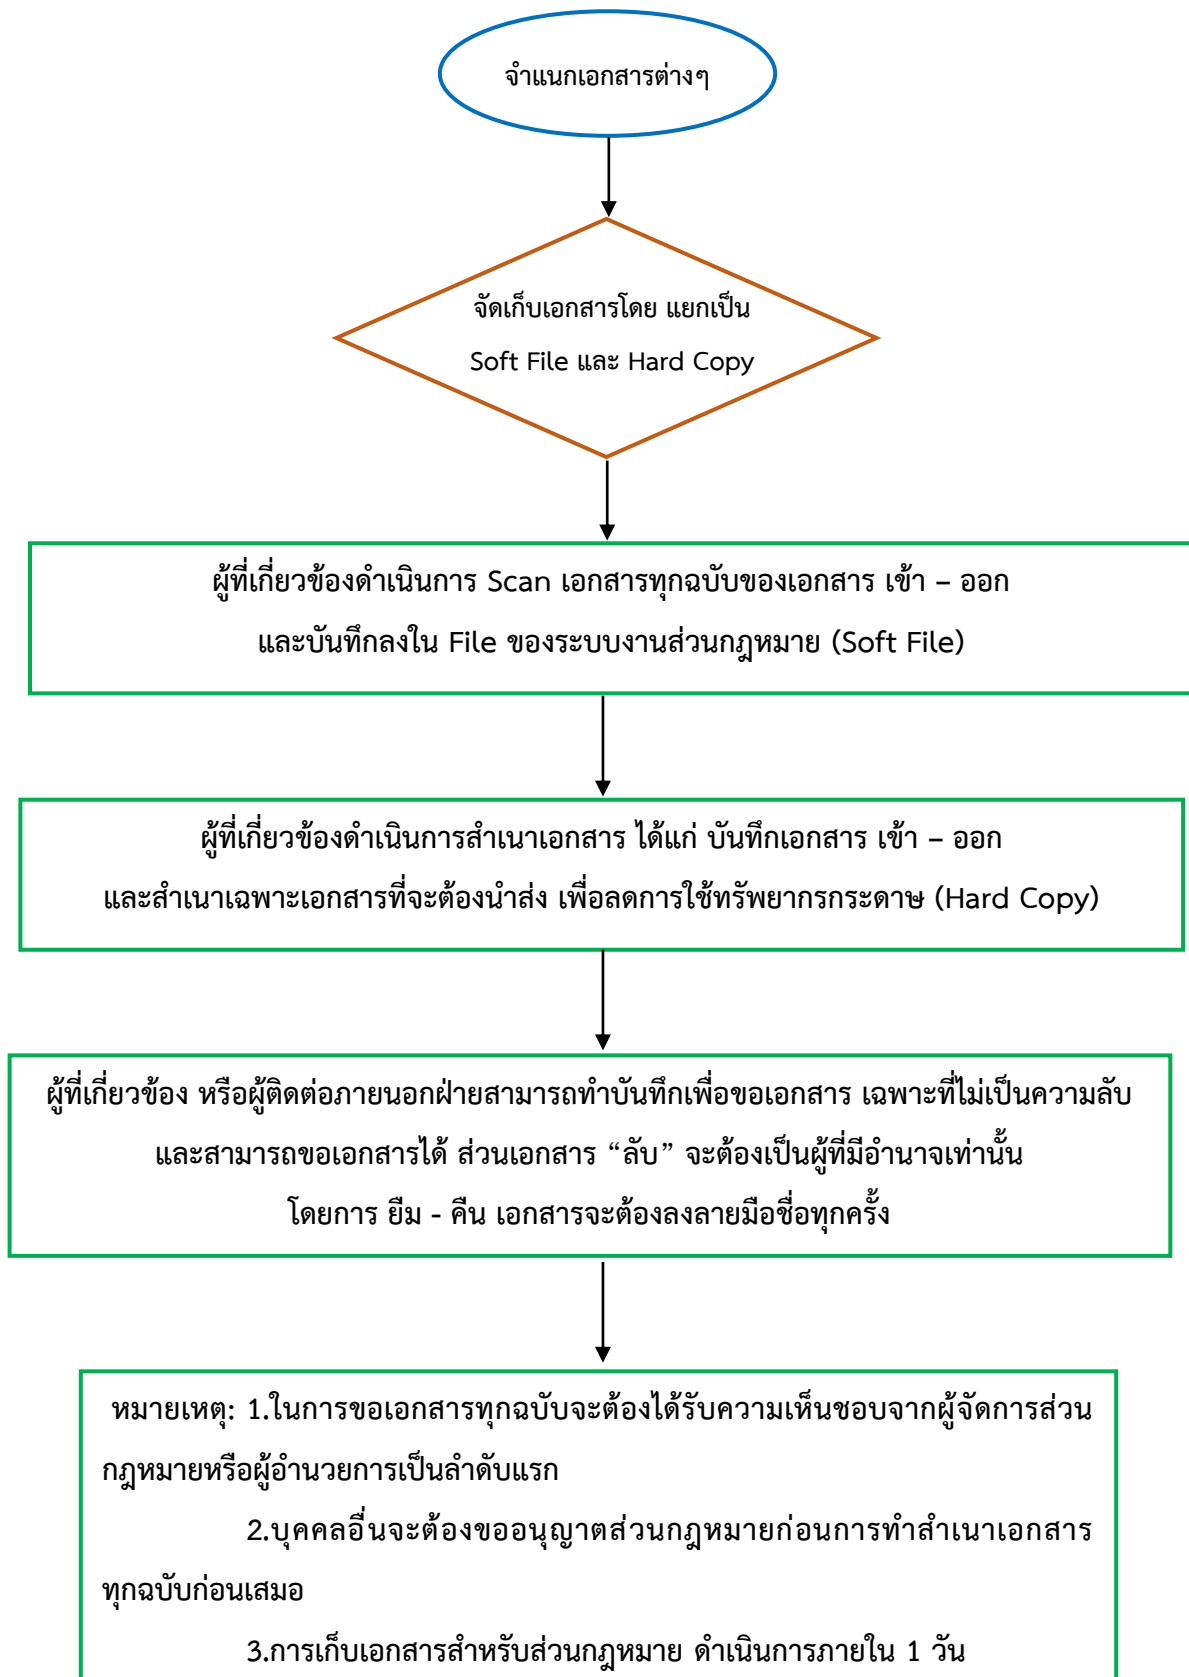 จำแนกเอกสารต่างๆ
จัดเก็บเอกสารโดย แยกเป็น
Soft File และ Hard Copy
ผู้ที่เกี่ยวข้องดำเนินการ Scan เอกสารทุกฉบับของเอกสาร เข้า – ออก
และบันทึกลงใน File ของระบบงานส่วนกฎหมาย (Soft File)
ผู้ที่เกี่ยวข้องดำเนินการสำเนาเอกสาร ได้แก่ บันทึกเอกสาร เข้า – ออก
และสำเนาเฉพาะเอกสารที่จะต้องนำส่ง เพื่อลดการใช้ทรัพยากรกระดาษ (Hard Copy)
ผู้ที่เกี่ยวข้อง หรือผู้ติดต่อภายนอกฝ่ายสามารถทำบันทึกเพื่อขอเอกสาร เฉพาะที่ไม่เป็นความลับ
และสามารถขอเอกสารได้ ส่วนเอกสาร “ลับ” จะต้องเป็นผู้ที่มีอำนาจเท่านั้น
โดยการ ยืม - คืน เอกสารจะต้องลงลายมือชื่อทุกครั้ง
หมายเหตุ: 1.ในการขอเอกสารทุกฉบับจะต้องได้รับความเห็นชอบจากผู้จัดการส่วน
กฎหมายหรือผู้อำนวยการเป็นลำดับแรก
2.บุคคลอื่นจะต้องขออนุญาตส่วนกฎหมายก่อนการทำสำเนาเอกสาร
ทุกฉบับก่อนเสมอ
3.การเก็บเอกสารสำหรับส่วนกฎหมาย ดำเนินการภายใน 1 วัน